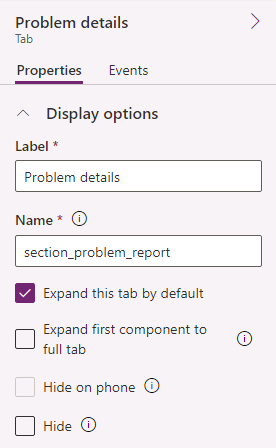 Problem details
Tab
Properties Events
Display options
Label *
Problem details
Name *
section_problem_report
Expand this tab by default
Expand first component to
full tab
Hide on phone
Hide